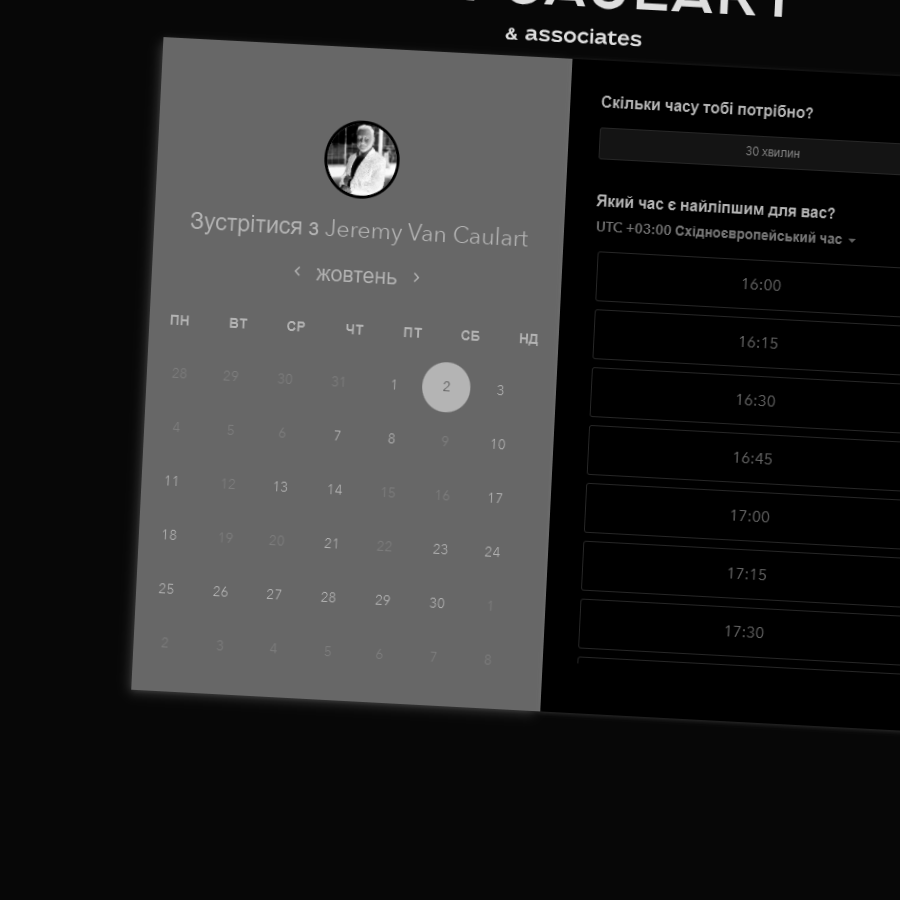 CAULART
& associates
Зустрітися з Jeremy Van Caulart
жовтень
ПН ВТ СР ЧТ ПТ СБ НД
28 29 30 31 1 2 3
4 5 6 7 8 9 10
11 12 13 14 15 16 17
18 19 20 21 22 23 24
25 26 27 28 29 30 1
2 3 4 5 6 7 8
Скільки часу тобі потрібно?
30 хвилин
Який час є найліпшим для вас?
UTC +03:00 Східноєвропейський час
16:00
16:15
16:30
16:45
17:00
17:15
17:30